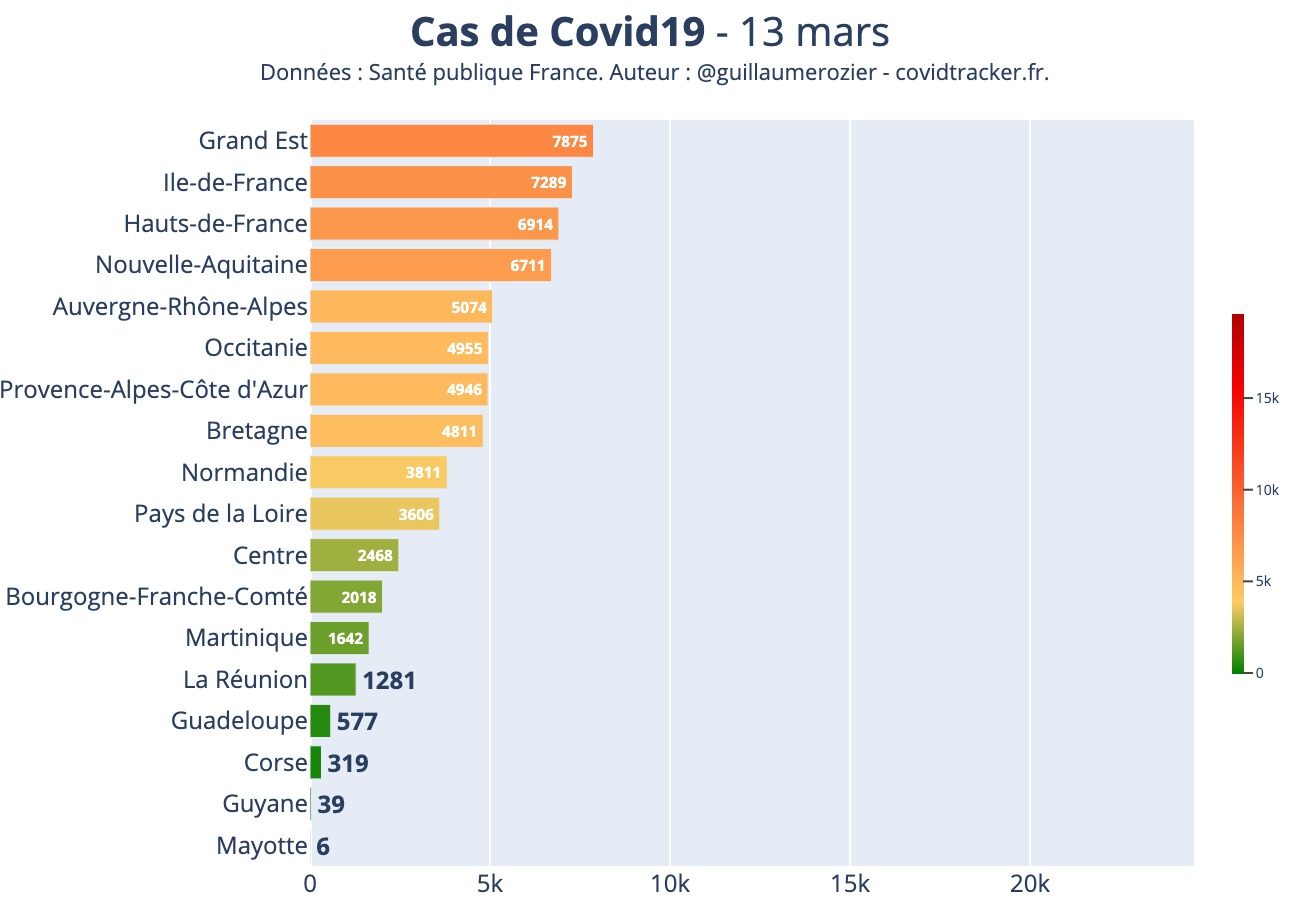 Cas de Covid19 - 13 mars
Données : Santé publique France. Auteur : @guillaumerozier - covidtracker.fr.
Grand Est 7875
Ile-de-France 7289
Hauts-de-France 6914
Nouvelle-Aquitaine 6711
Auvergne-Rhône-Alpes 5074
Occitanie 4955
Provence-Alpes-Côte d'Azur 4946
Bretagne 4811
Normandie 3811
Pays de la Loire 3606
Centre 2468
Bourgogne-Franche-Comté 2018
Martinique 1642
La Réunion 1281
Guadeloupe 577
Corse 319
Guyane 39
Mayotte 6
0 5k 10k 15k 20k
15k
10k
5k
0